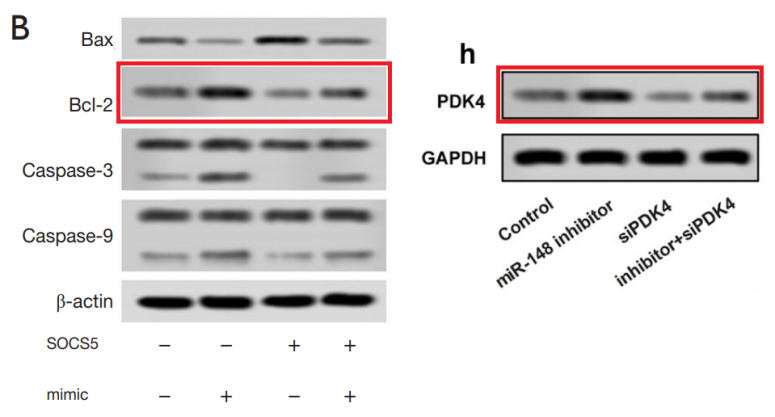 B
Bax
Bcl-2
Caspase-3
Caspase-9
β-actin
SOCS5 − − + +
mimic − + − +
h
PDK4
GAPDH
Control
miR-148 inhibitor
siPDK4
inhibitor+siPDK4